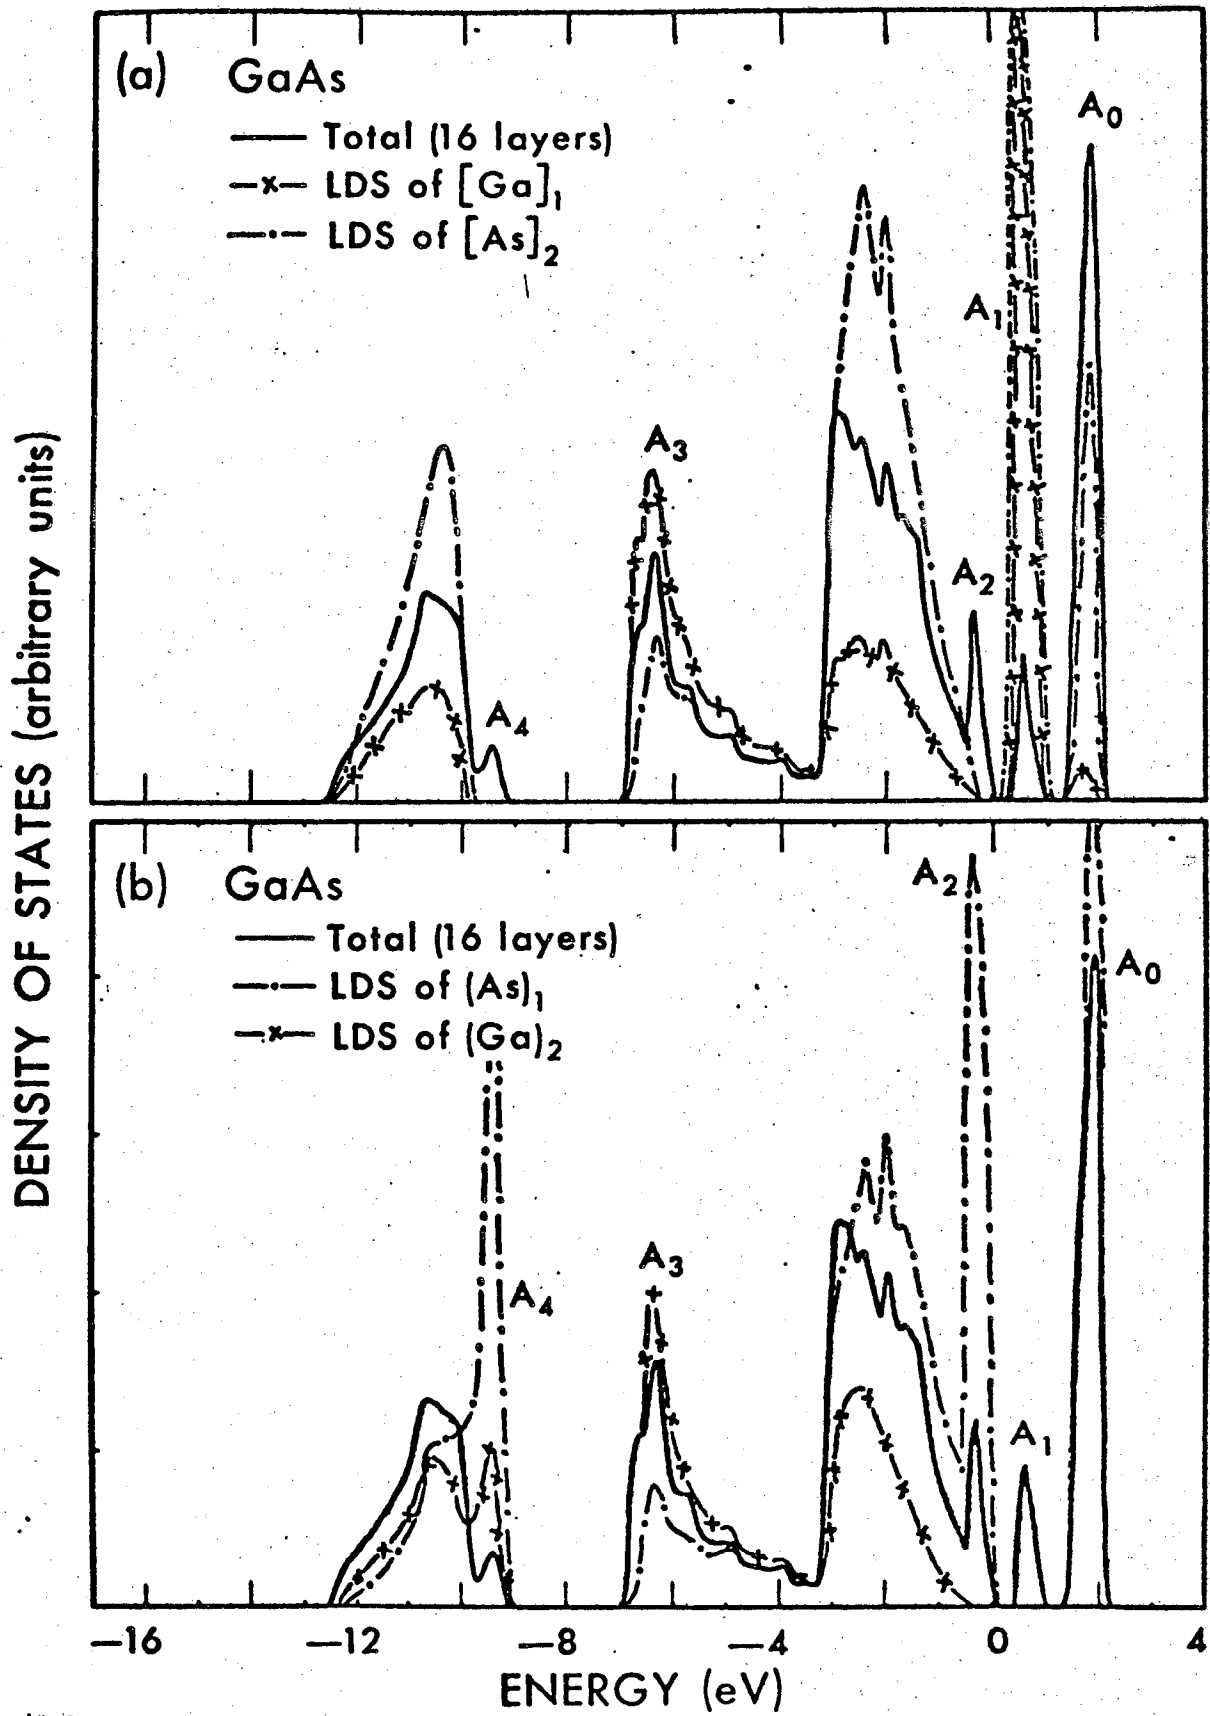 (a) GaAs
Total (16 layers)
LDS of [Ga]₁
LDS of [As]₂
A₀
A₁
A₃
A₂
A₄
(b) GaAs
Total (16 layers)
LDS of (As)₁
LDS of (Ga)₂
A₂
A₀
A₃
A₄
A₁
−16 −12 −8 −4 0 4
ENERGY (eV)
DENSITY OF STATES (arbitrary units)